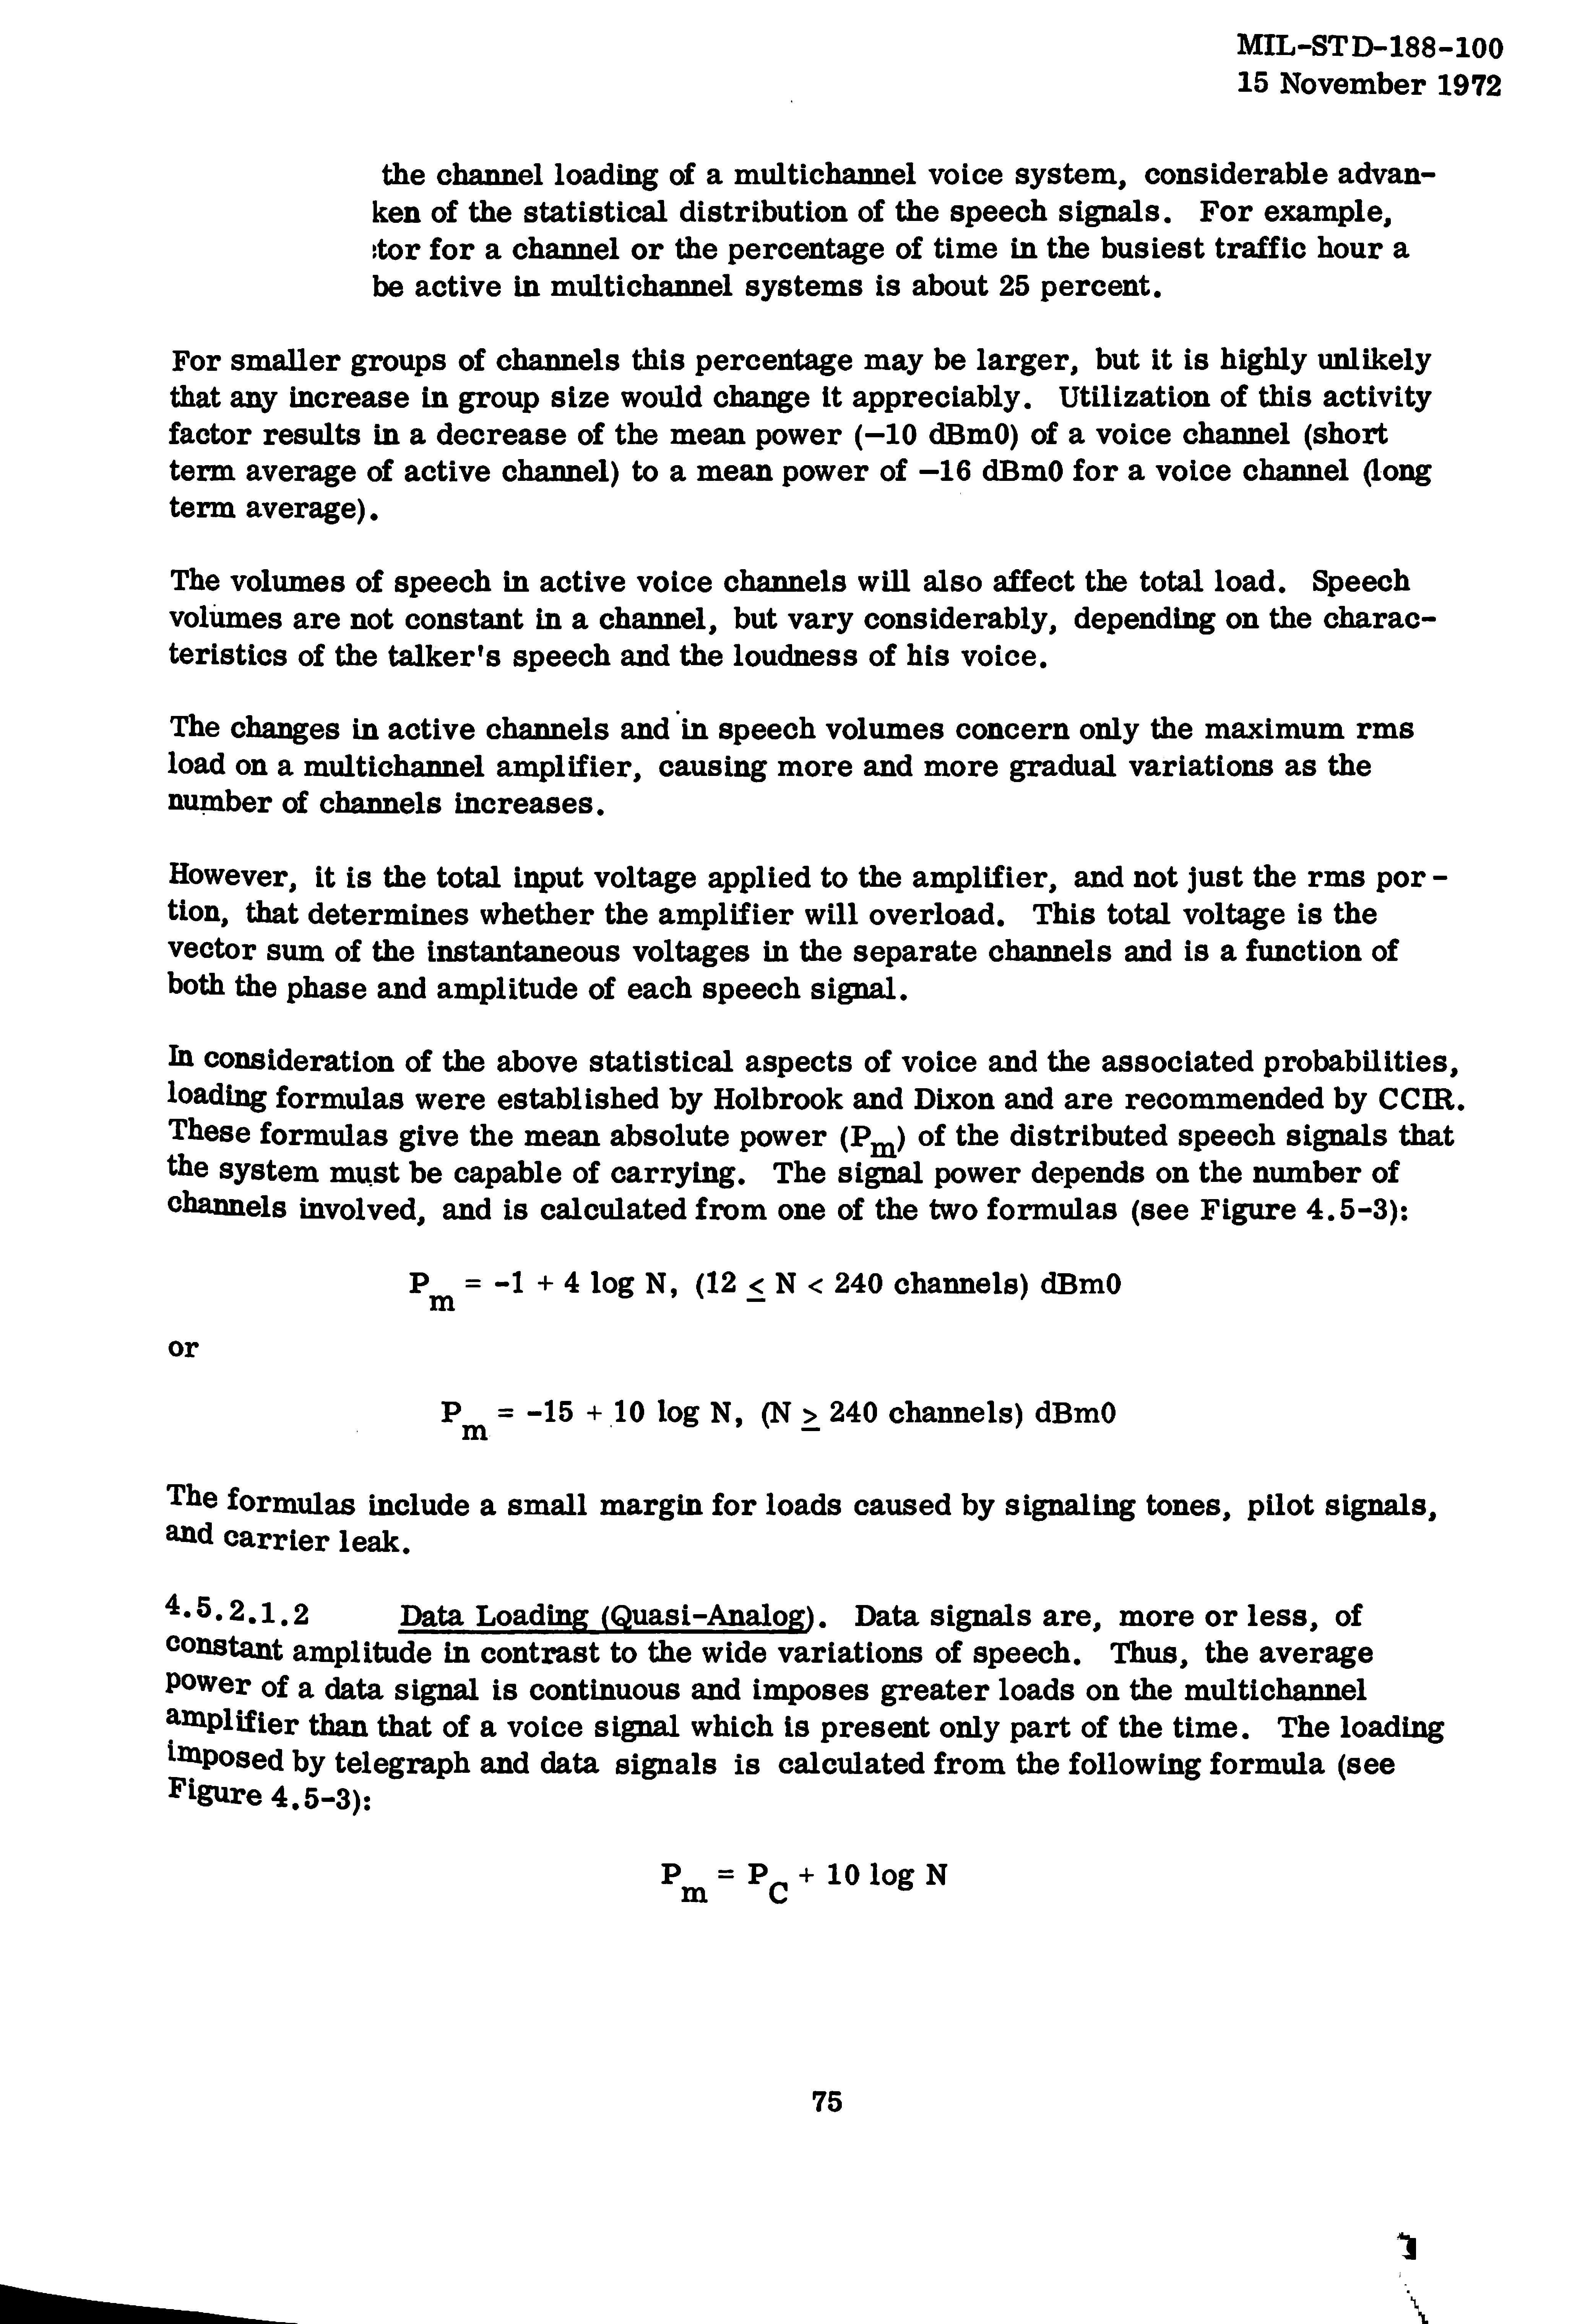 MIL-STD-188-100
15 November 1972
the channel loading of a multichannel voice system, considerable advan-
ken of the statistical distribution of the speech signals. For example,
tor for a channel or the percentage of time in the busiest traffic hour a
be active in multichannel systems is about 25 percent.
For smaller groups of channels this percentage may be larger, but it is highly unlikely
that any increase in group size would change it appreciably. Utilization of this activity
factor results in a decrease of the mean power (−10 dBm0) of a voice channel (short
term average of active channel) to a mean power of −16 dBm0 for a voice channel (long
term average).
The volumes of speech in active voice channels will also affect the total load. Speech
volumes are not constant in a channel, but vary considerably, depending on the charac-
teristics of the talker's speech and the loudness of his voice.
The changes in active channels and in speech volumes concern only the maximum rms
load on a multichannel amplifier, causing more and more gradual variations as the
number of channels increases.
However, it is the total input voltage applied to the amplifier, and not just the rms por-
tion, that determines whether the amplifier will overload. This total voltage is the
vector sum of the instantaneous voltages in the separate channels and is a function of
both the phase and amplitude of each speech signal.
In consideration of the above statistical aspects of voice and the associated probabilities,
loading formulas were established by Holbrook and Dixon and are recommended by CCIR.
These formulas give the mean absolute power (Pm) of the distributed speech signals that
the system must be capable of carrying. The signal power depends on the number of
channels involved, and is calculated from one of the two formulas (see Figure 4.5-3):
Pm = -1 + 4 log N, (12 ≤ N < 240 channels) dBm0
or
Pm = -15 + 10 log N, (N ≥ 240 channels) dBm0
The formulas include a small margin for loads caused by signaling tones, pilot signals,
and carrier leak.
4.5.2.1.2 Data Loading (Quasi-Analog). Data signals are, more or less, of
constant amplitude in contrast to the wide variations of speech. Thus, the average
power of a data signal is continuous and imposes greater loads on the multichannel
amplifier than that of a voice signal which is present only part of the time. The loading
imposed by telegraph and data signals is calculated from the following formula (see
Figure 4.5-3):
Pm = PC + 10 log N
75